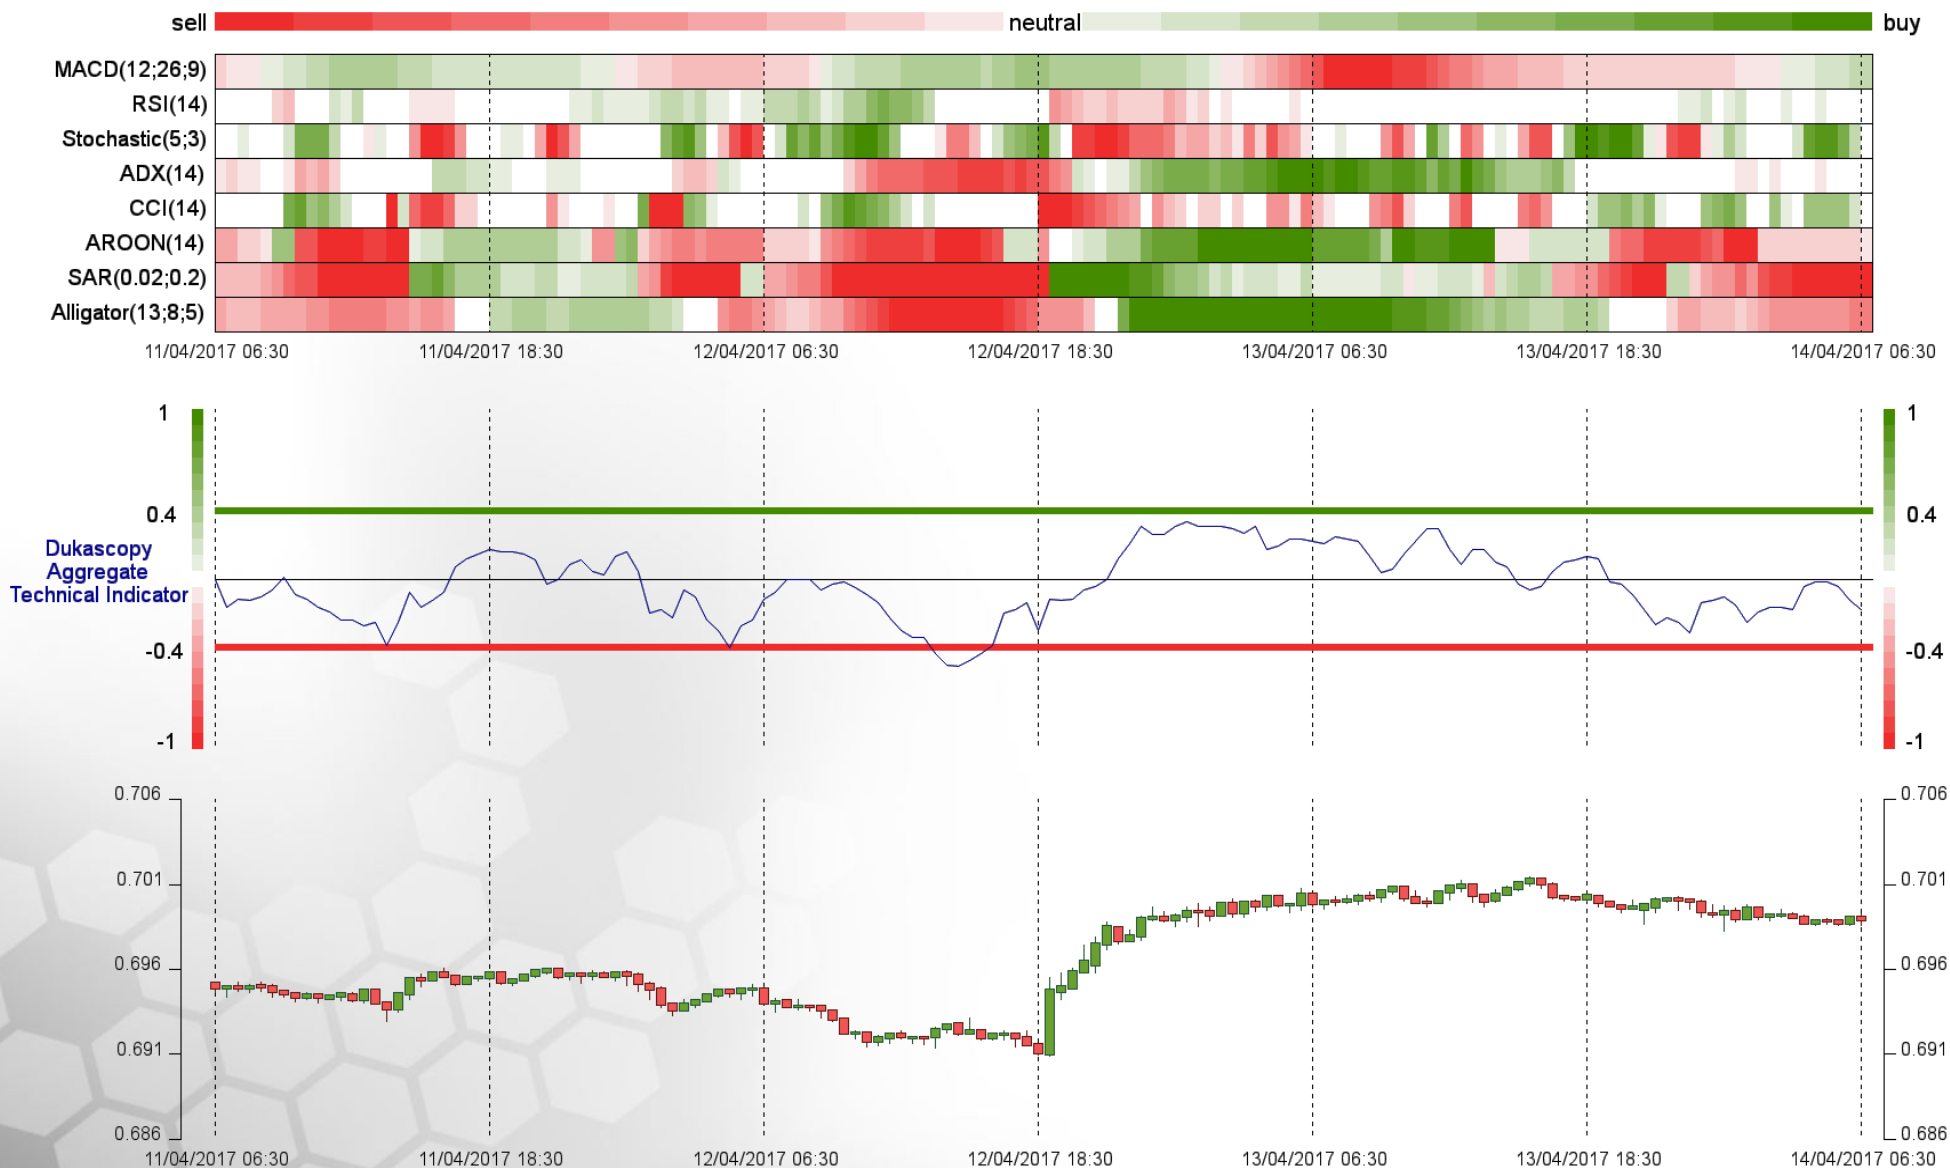 sell neutral buy
MACD(12;26;9)
RSI(14)
Stochastic(5;3)
ADX(14)
CCI(14)
AROON(14)
SAR(0.02;0.2)
Alligator(13;8;5)
11/04/2017 06:30 11/04/2017 18:30 12/04/2017 06:30 12/04/2017 18:30 13/04/2017 06:30 13/04/2017 18:30 14/04/2017 06:30
1 1
0.4 0.4
Dukascopy
Aggregate
Technical Indicator
-0.4 -0.4
-1 -1
0.706 0.706
0.701 0.701
0.696 0.696
0.691 0.691
0.686 0.686
11/04/2017 06:30 11/04/2017 18:30 12/04/2017 06:30 12/04/2017 18:30 13/04/2017 06:30 13/04/2017 18:30 14/04/2017 06:30